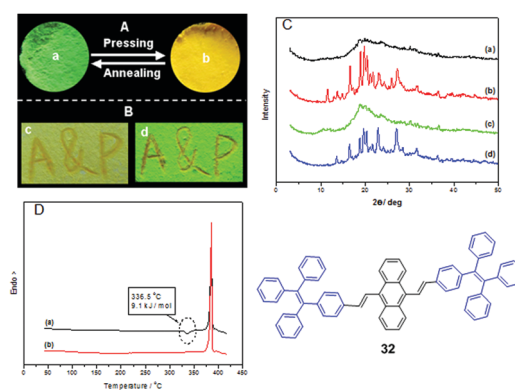 A
Pressing
Annealing
a
b
B
c
A & P
d
A & P
C
Intensity
(a)
(b)
(c)
(d)
0
10
20
30
40
50
2θ/ deg
D
Endo >
336.5 °C
9.1 kJ / mol
(a)
(b)
0
50
100
150
200
250
300
350
400
450
Temperature / °C
32